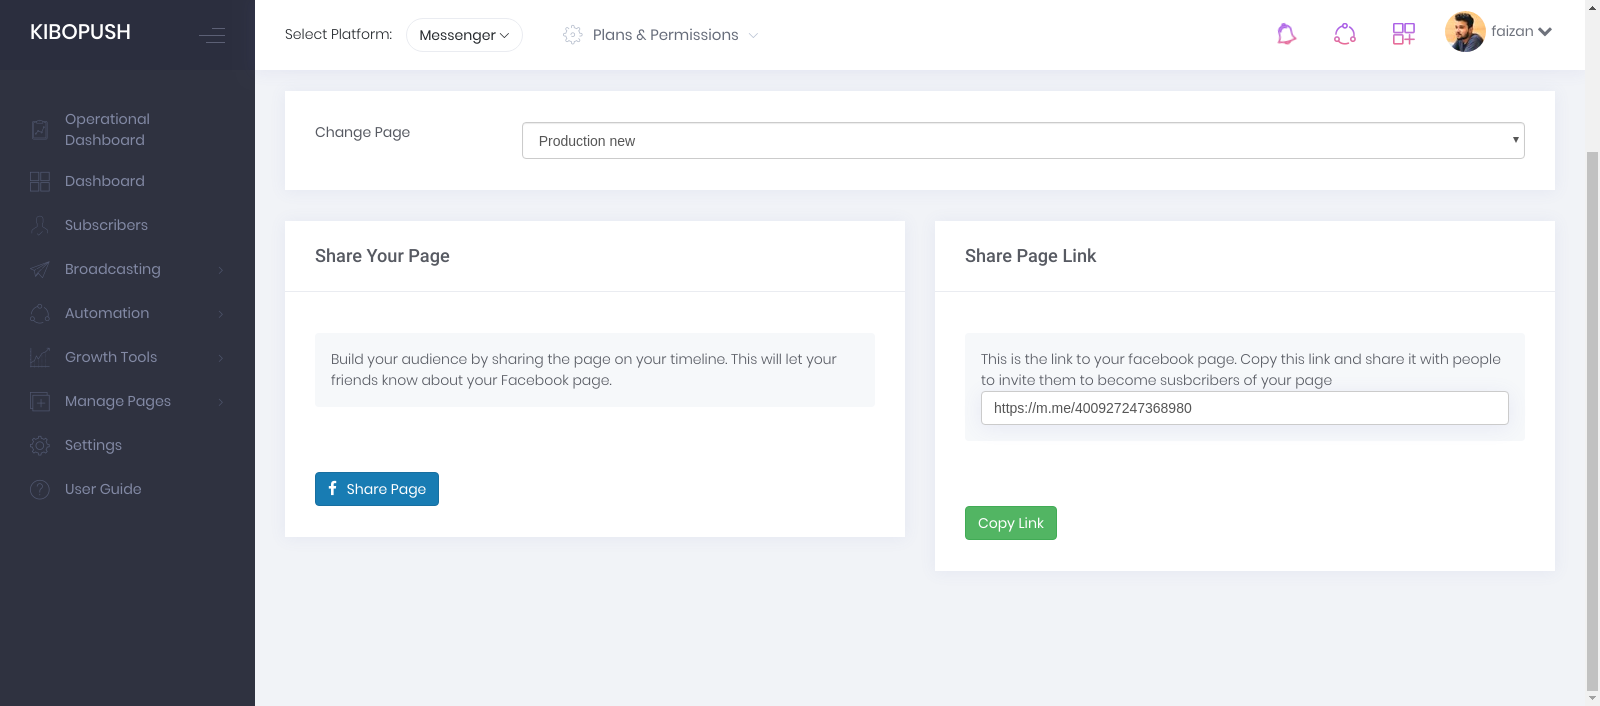 KIBOPUSH
Select Platform:
Messenger
Plans & Permissions
faizan
Operational
Dashboard
Dashboard
Subscribers
Broadcasting
Automation
Growth Tools
Manage Pages
Settings
User Guide
Change Page
Production new
Share Your Page
Build your audience by sharing the page on your timeline. This will let your
friends know about your Facebook page.
Share Page
Share Page Link
This is the link to your facebook page. Copy this link and share it with people
to invite them to become susbcribers of your page
https://m.me/400927247368980
Copy Link